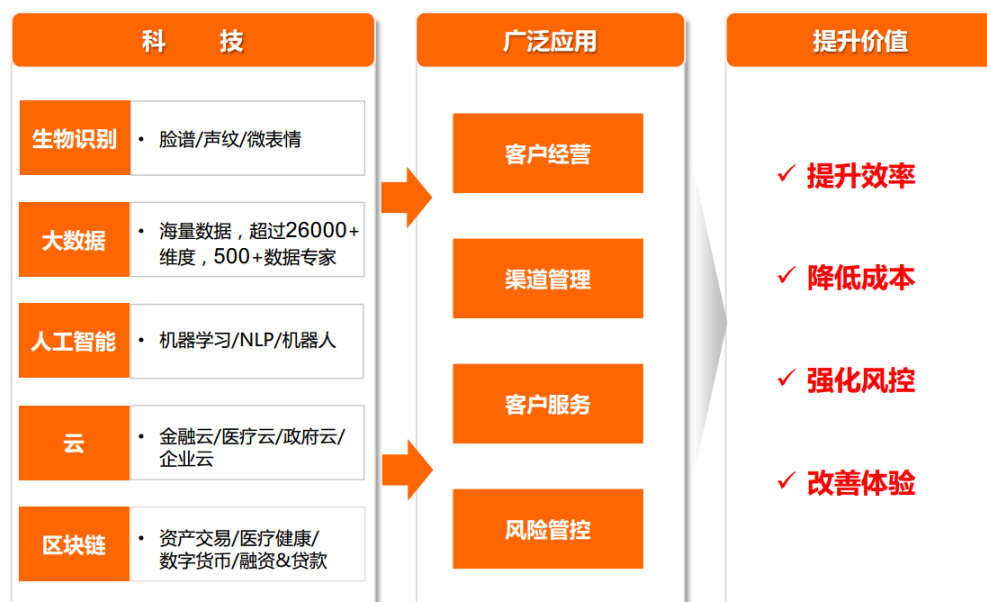 科 技
生物识别
• 脸谱/声纹/微表情
大数据
• 海量数据，超过26000+
维度，500+数据专家
人工智能
• 机器学习/NLP/机器人
云
• 金融云/医疗云/政府云/
企业云
区块链
• 资产交易/医疗健康/
数字货币/融资&贷款
广泛应用
客户经营
渠道管理
客户服务
风险管控
提升价值
✓ 提升效率
✓ 降低成本
✓ 强化风控
✓ 改善体验